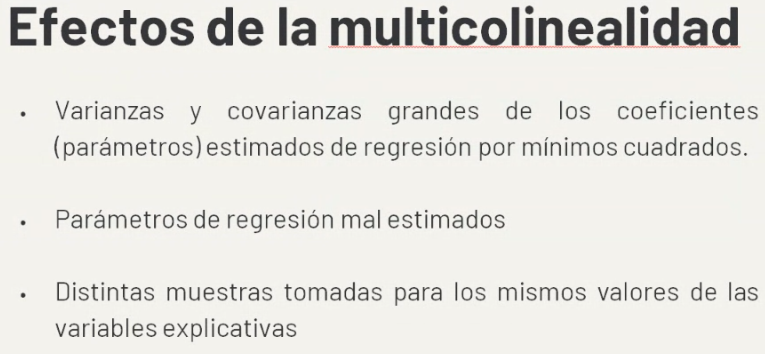 Efectos de la multicolinealidad
• Varianzas y covarianzas grandes de los coeficientes
(parámetros) estimados de regresión por mínimos cuadrados.
• Parámetros de regresión mal estimados
• Distintas muestras tomadas para los mismos valores de las
variables explicativas